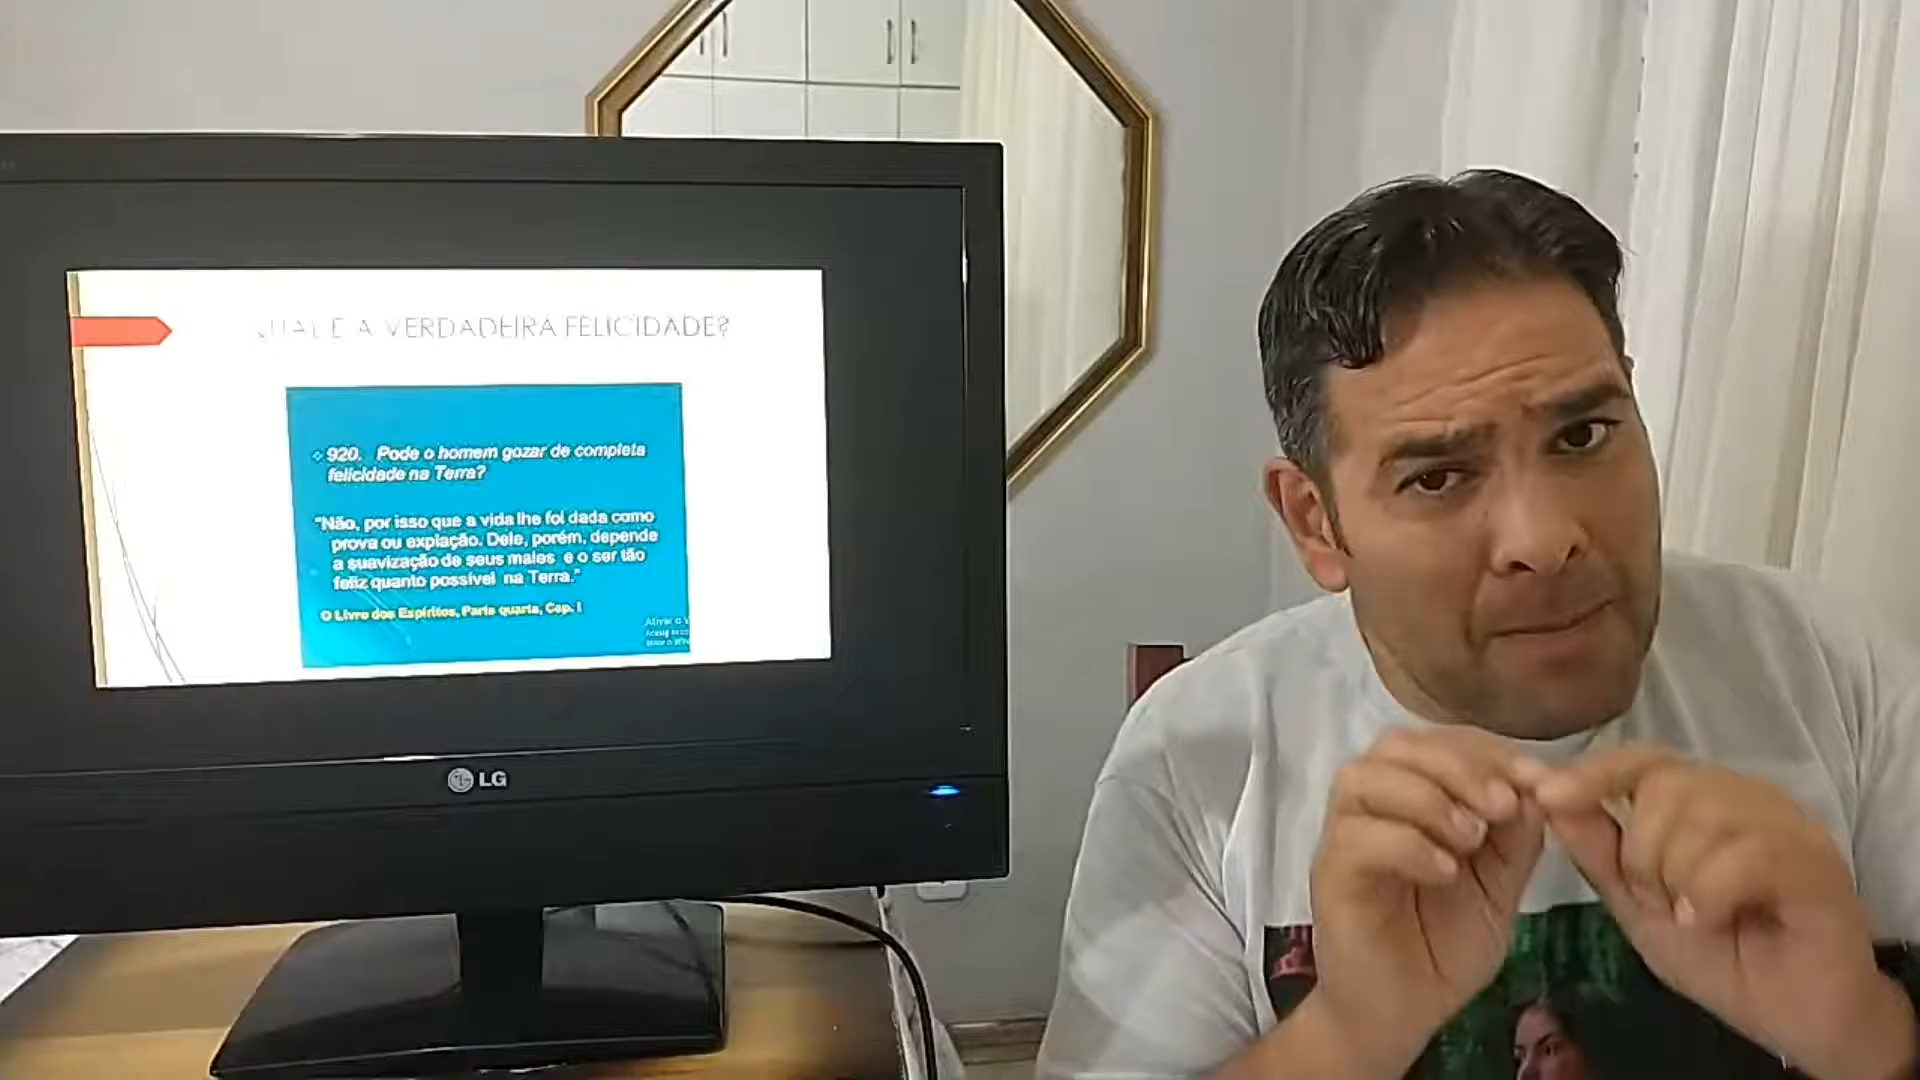 QUAL É A VERDADEIRA FELICIDADE?
920. Pode o homem gozar de completa
felicidade na Terra?
"Não, por isso que a vida lhe foi dada como
prova ou expiação. Dele, porém, depende
a suavização de seus males e o ser tão
feliz quanto possível na Terra."
O Livro dos Espíritos, Parte quarta, Cap. I
Ativar o
LG